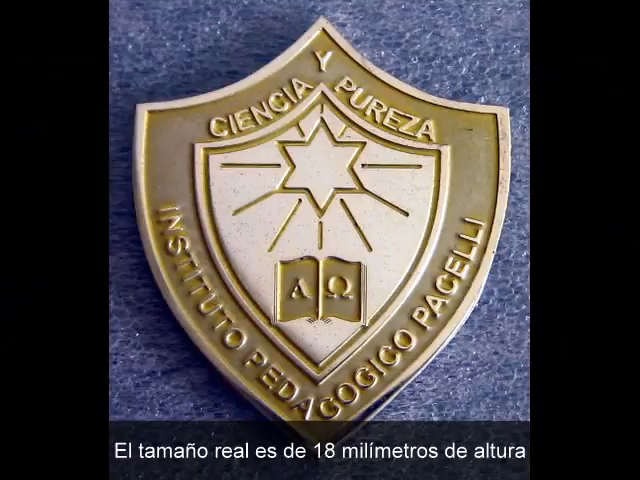 CIENCIA Y PUREZA
A Ω
INSTITUTO PEDAGOGICO PACELLI
El tamaño real es de 18 milímetros de altura